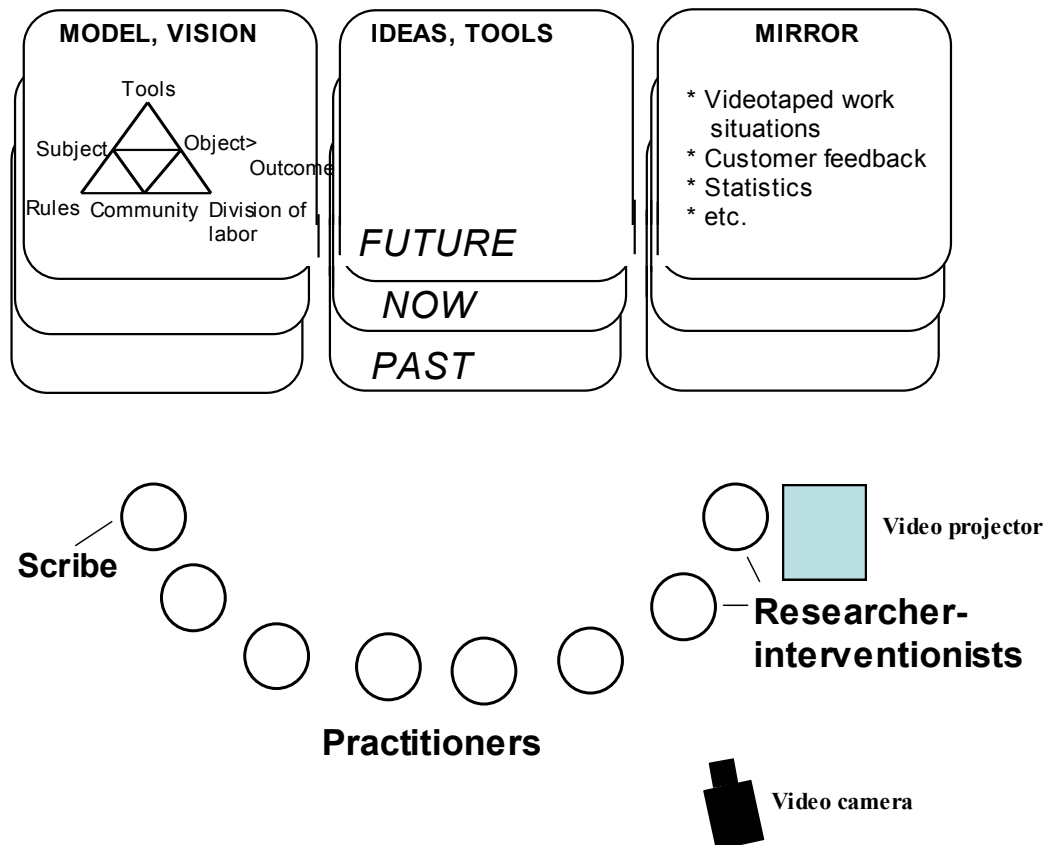 MODEL, VISION
Tools
Subject
Object>
Outcome
Rules
Community
Division of
labor
IDEAS, TOOLS
FUTURE
NOW
PAST
MIRROR
* Videotaped work
situations
* Customer feedback
* Statistics
* etc.
Scribe
Practitioners
Video projector
Researcher-
interventionists
Video camera